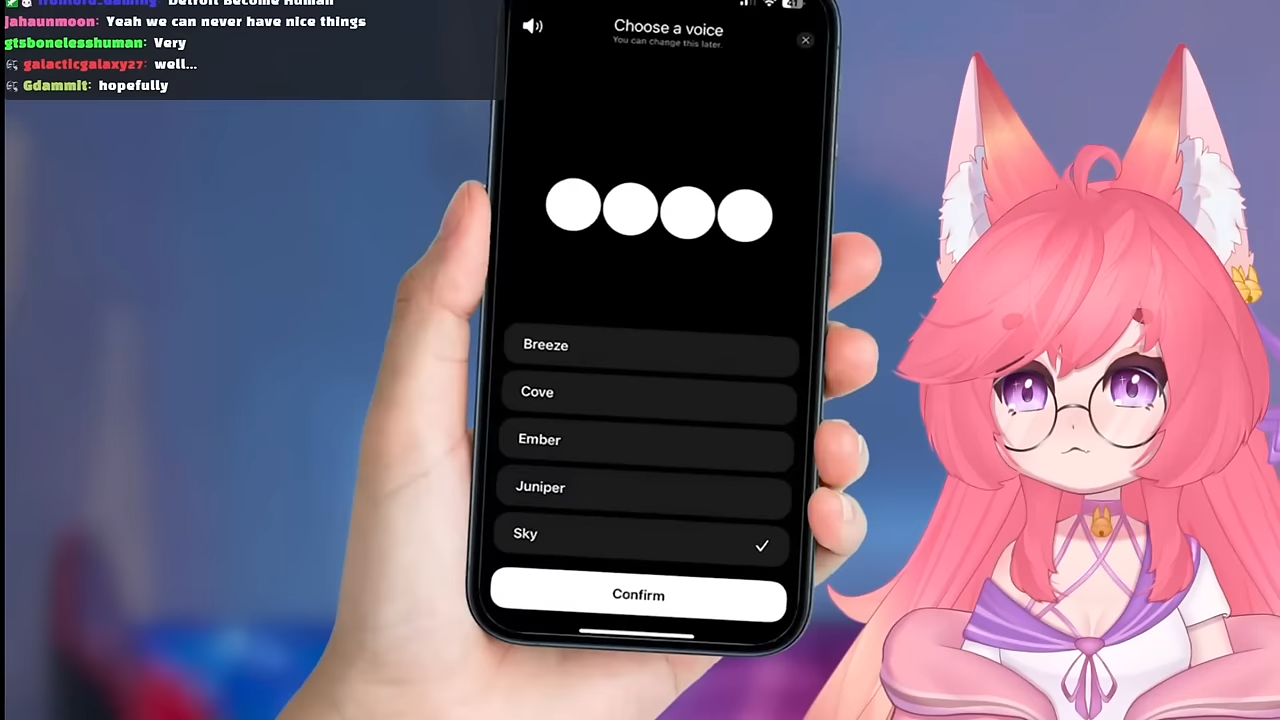 Detroit Become Human
jahaunmoon: Yeah we can never have nice things
gtsbonelesshuman: Very
galacticgalaxy27: well...
Gdammit: hopefully
41
Choose a voice
You can change this later.
Breeze
Cove
Ember
Juniper
Sky
Confirm